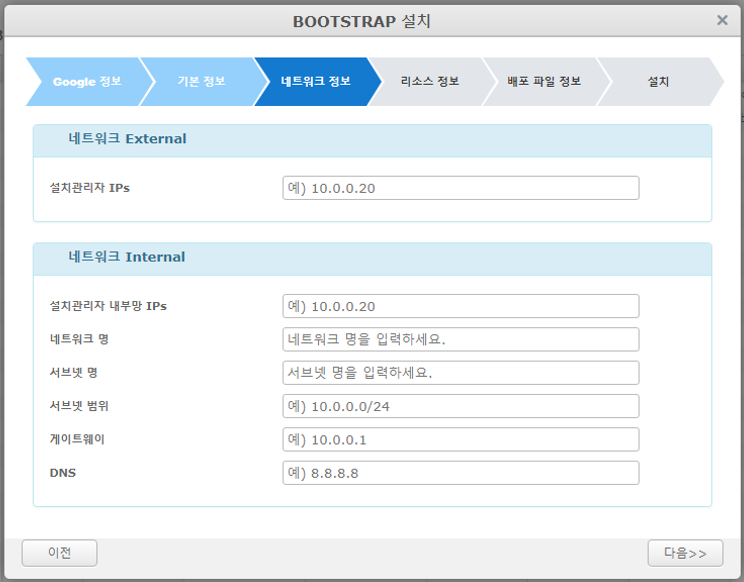 BOOTSTRAP 설치
×
Google 정보
기본 정보
네트워크 정보
리소스 정보
배포 파일 정보
설치
네트워크 External
설치관리자 IPs
예) 10.0.0.20
네트워크 Internal
설치관리자 내부망 IPs
예) 10.0.0.20
네트워크 명
네트워크 명을 입력하세요.
서브넷 명
서브넷 명을 입력하세요.
서브넷 범위
예) 10.0.0.0/24
게이트웨이
예) 10.0.0.1
DNS
예) 8.8.8.8
이전
다음>>